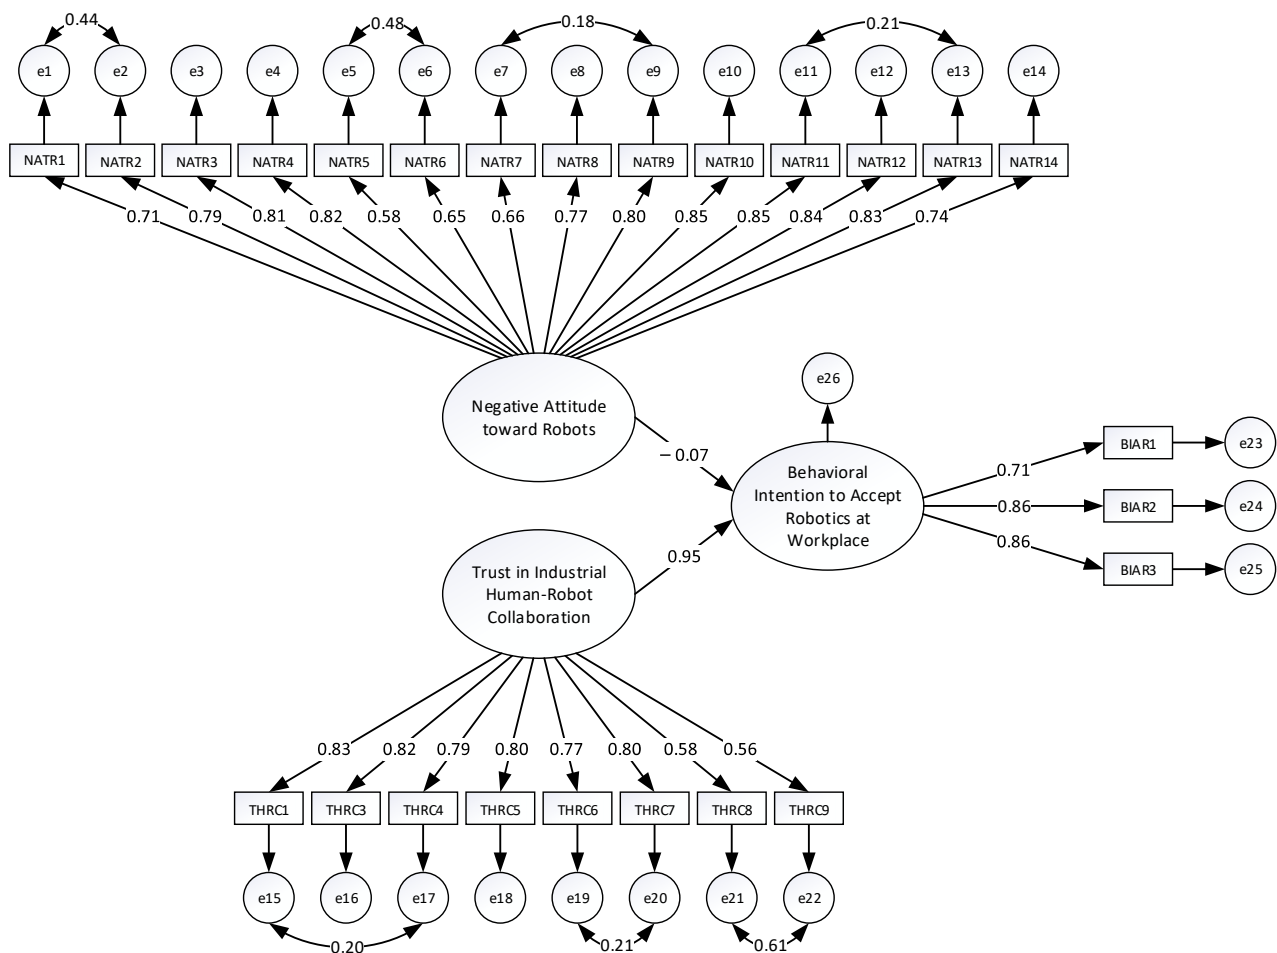 0.44
0.48
0.18
0.21
e1 e2 e3 e4 e5 e6 e7 e8 e9 e10 e11 e12 e13 e14
NATR1 NATR2 NATR3 NATR4 NATR5 NATR6 NATR7 NATR8 NATR9 NATR10 NATR11 NATR12 NATR13 NATR14
0.71 0.79 0.81 0.82 0.58 0.65 0.66 0.77 0.80 0.85 0.85 0.84 0.83 0.74
Negative Attitude
toward Robots
e26
– 0.07
Behavioral
Intention to Accept
Robotics at
Workplace
0.71
0.86
0.86
BIAR1
BIAR2
BIAR3
e23
e24
e25
0.95
Trust in Industrial
Human-Robot
Collaboration
0.83 0.82 0.79 0.80 0.77 0.80 0.58 0.56
THRC1 THRC3 THRC4 THRC5 THRC6 THRC7 THRC8 THRC9
e15 e16 e17 e18 e19 e20 e21 e22
0.20
0.21
0.61